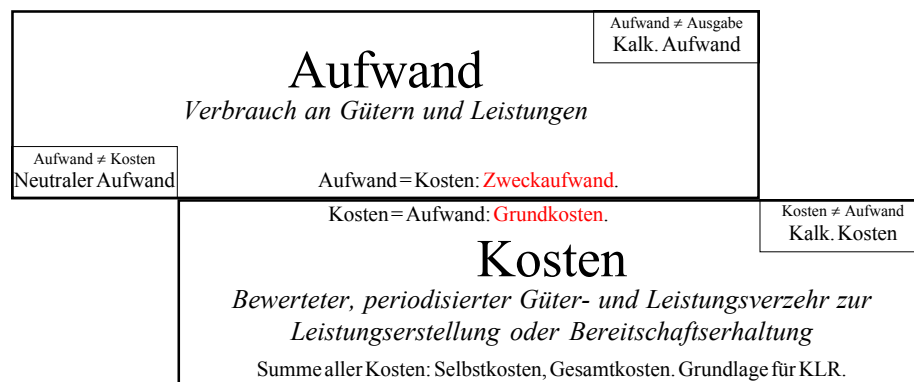 Aufwand ≠ Ausgabe
Kalk. Aufwand
Aufwand
Verbrauch an Gütern und Leistungen
Aufwand ≠ Kosten
Neutraler Aufwand
Aufwand = Kosten: Zweckaufwand.
Kosten = Aufwand: Grundkosten.
Kosten ≠ Aufwand
Kalk. Kosten
Kosten
Bewerteter, periodisierter Güter- und Leistungsverzehr zur
Leistungserstellung oder Bereitschaftserhaltung
Summe aller Kosten: Selbstkosten, Gesamtkosten. Grundlage für KLR.